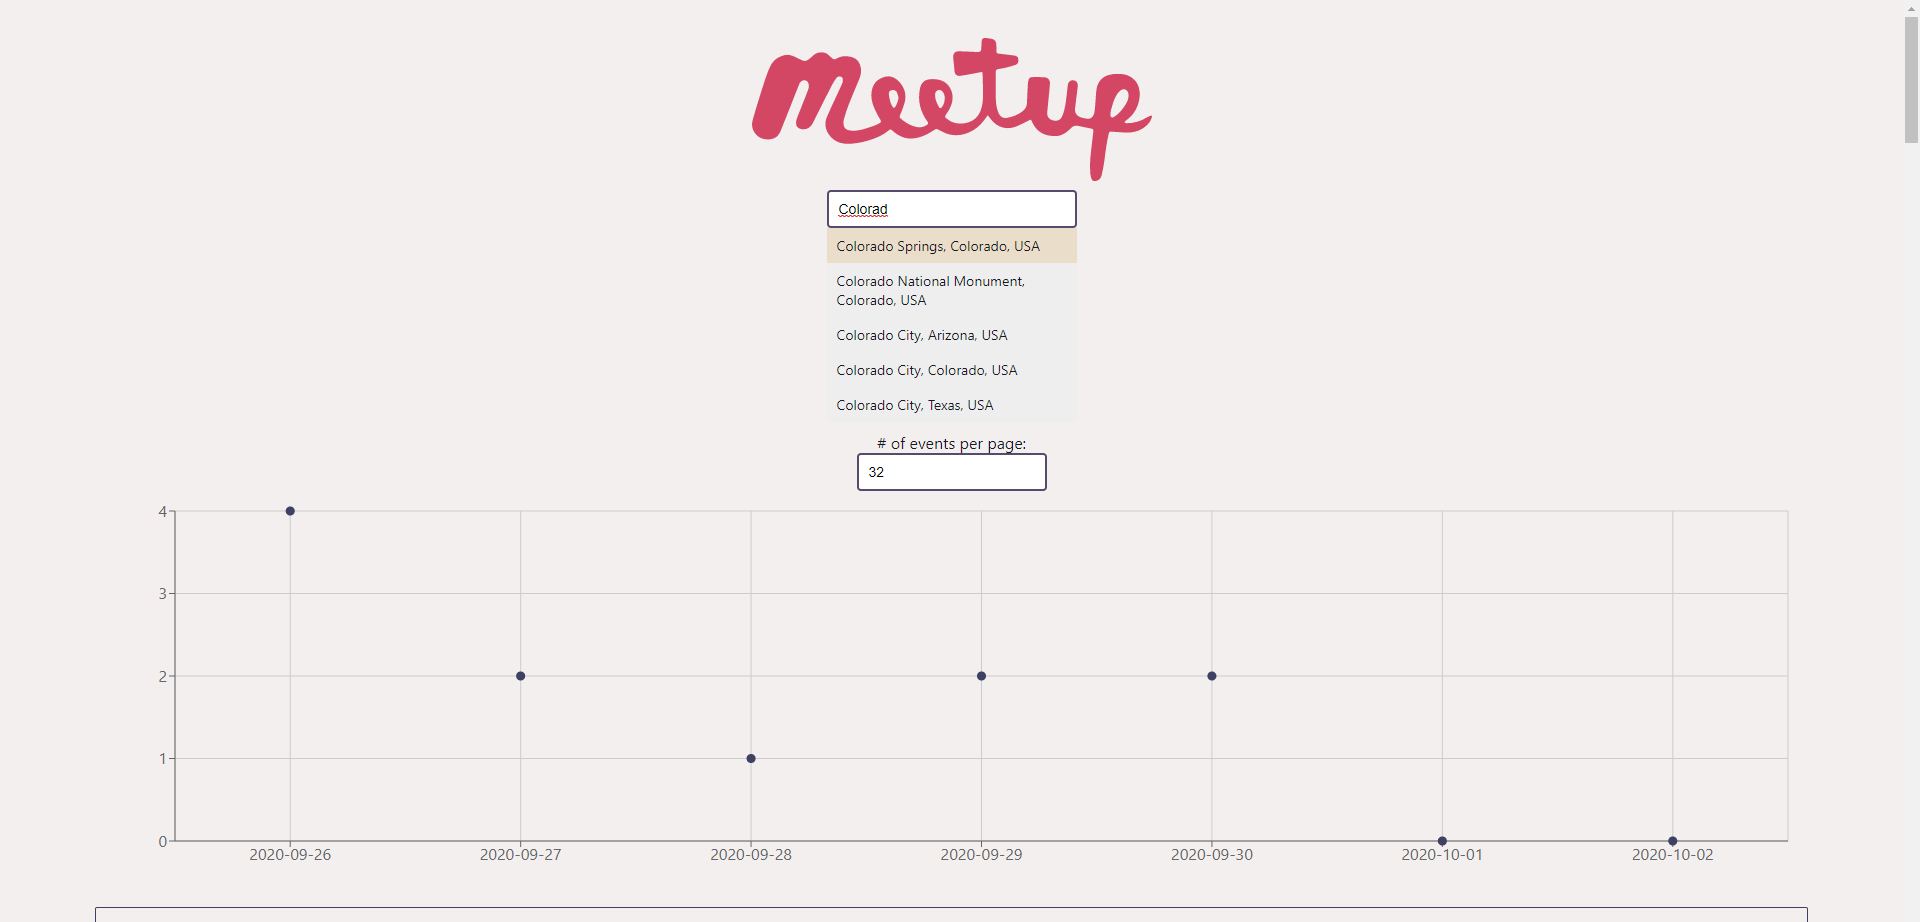 meetup
Colorad
Colorado Springs, Colorado, USA
Colorado National Monument,
Colorado, USA
Colorado City, Arizona, USA
Colorado City, Colorado, USA
Colorado City, Texas, USA
# of events per page:
32
4
3
2
1
0
2020-09-26 2020-09-27 2020-09-28 2020-09-29 2020-09-30 2020-10-01 2020-10-02